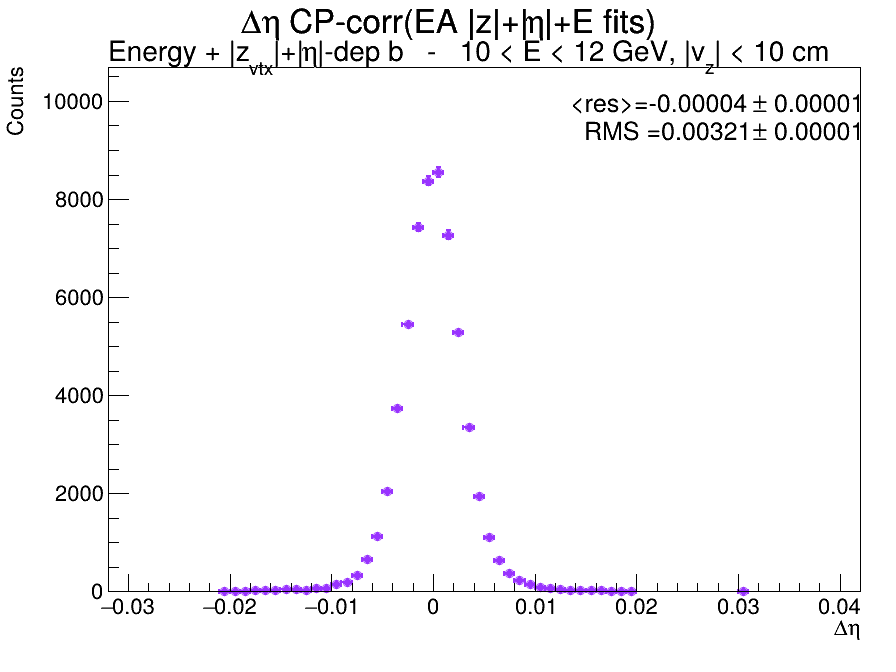 Δη CP-corr(EA |z|+|η|+E fits)
Energy + |z_vtx|+|η|-dep b - 10 < E < 12 GeV, |v_z| < 10 cm
Counts
<res>=-0.00004 ± 0.00001
RMS =0.00321± 0.00001
10000
8000
6000
4000
2000
0
−0.03 −0.02 −0.01 0 0.01 0.02 0.03 0.04
Δη